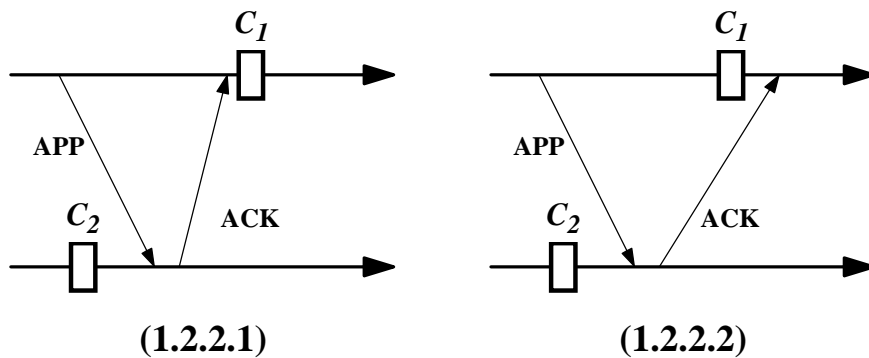 C1 C1
APP APP
C2 ACK C2 ACK
(1.2.2.1) (1.2.2.2)